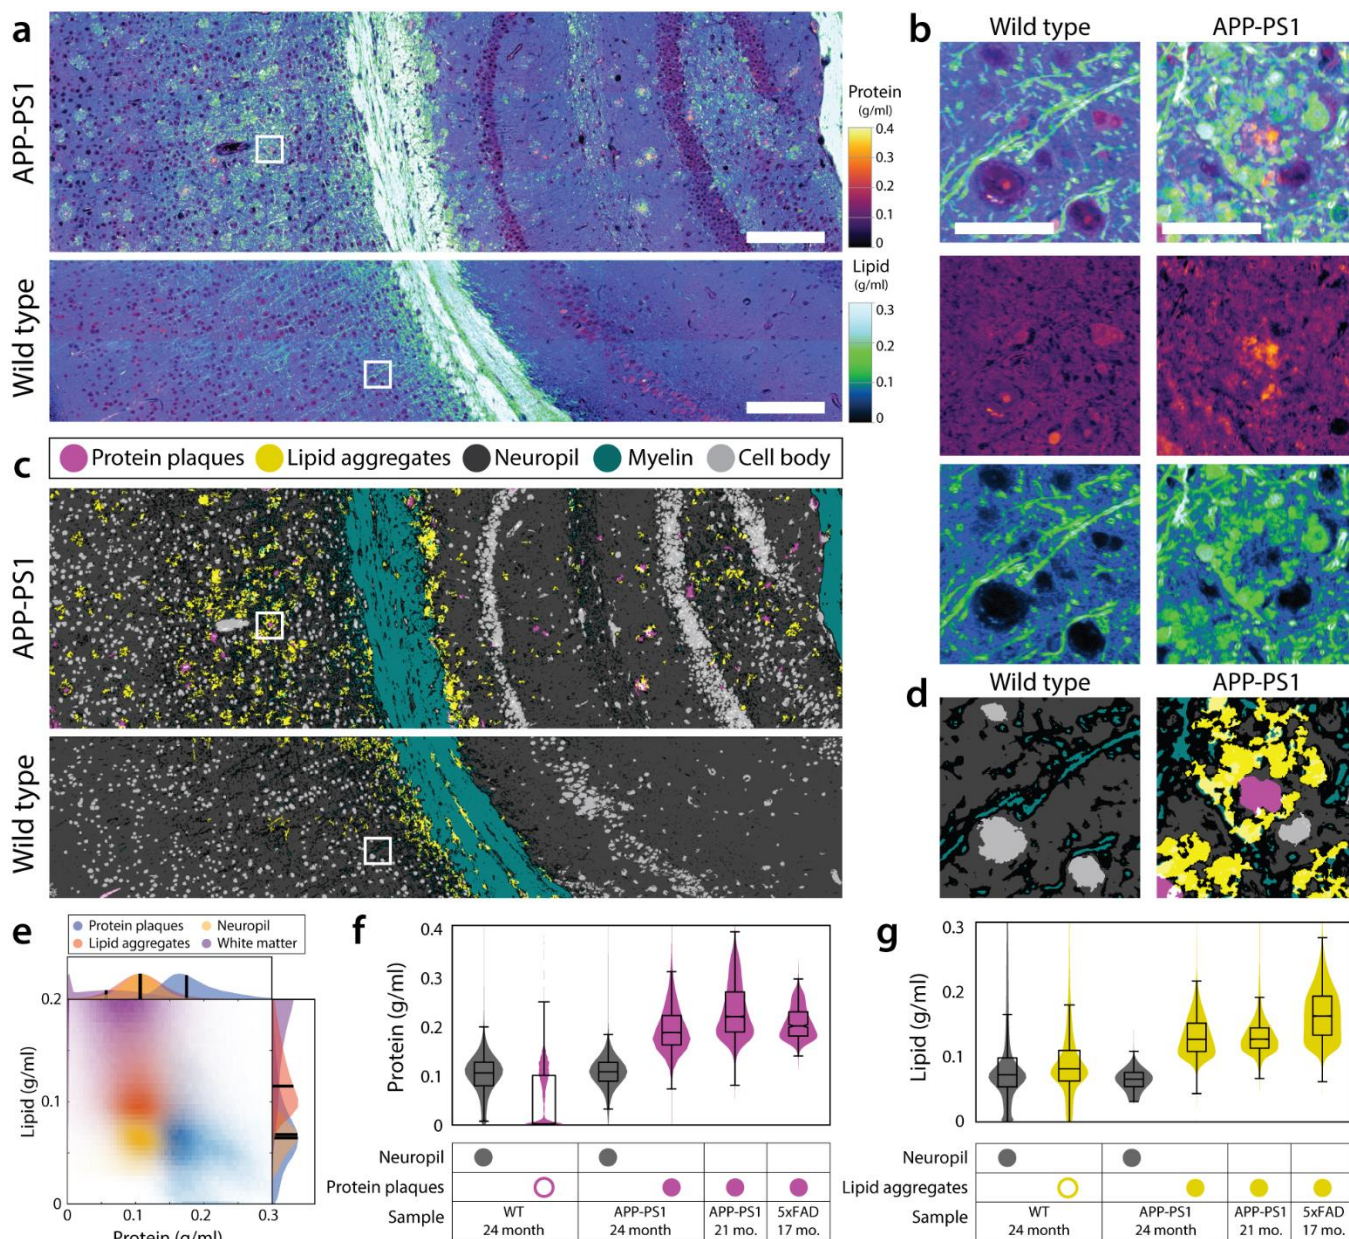 a
APP-PS1
Wild type
Protein
(g/ml)
0.4
0.3
0.2
0.1
0
Lipid
(g/ml)
0.3
0.2
0.1
0
b
Wild type
APP-PS1
c
Protein plaques
Lipid aggregates
Neuropil
Myelin
Cell body
APP-PS1
Wild type
d
Wild type
APP-PS1
e
Protein plaques
Neuropil
Lipid aggregates
White matter
Lipid (g/ml)
0.2
0.1
0
0
0.1
0.2
0.3
Protein (g/ml)
f
Protein (g/ml)
0.4
0.3
0.2
0.1
0
Neuropil
Protein plaques
Sample
WT
24 month
APP-PS1
24 month
APP-PS1
21 mo.
5xFAD
17 mo.
g
Lipid (g/ml)
0.3
0.2
0.1
0
Neuropil
Lipid aggregates
Sample
WT
24 month
APP-PS1
24 month
APP-PS1
21 mo.
5xFAD
17 mo.